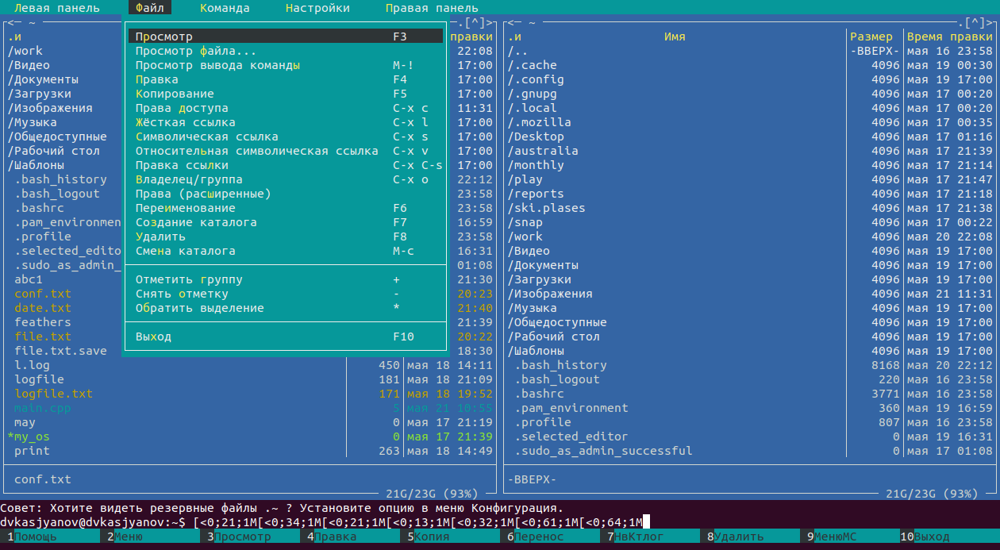 Левая панель Файл Команда Настройки Правая панель
<─ ~ .[^]> <─ ~ .[^]>
.и Просмотр F3 правки .и Имя Размер Время правки
/work Просмотр файла... 22:08 /.. -ВВЕРХ- мая 16 23:58
/Видео Просмотр вывода команды M-! 17:00 /.cache 4096 мая 19 00:30
/Документы Правка F4 17:00 /.config 4096 мая 19 17:00
/Загрузки Копирование F5 17:00 /.gnupg 4096 мая 17 00:20
/Изображения Права доступа C-x c 11:31 /.local 4096 мая 17 00:20
/Музыка Жёсткая ссылка C-x l 17:00 /.mozilla 4096 мая 17 00:35
/Общедоступные Символическая ссылка C-x s 17:00 /Desktop 4096 мая 17 01:16
/Рабочий стол Относительная символическая ссылка C-x v 17:00 /australia 4096 мая 17 21:39
/Шаблоны Правка ссылки C-x C-s 17:00 /monthly 4096 мая 17 21:14
.bash_history Владелец/группа C-x o 22:12 /play 4096 мая 17 21:47
.bash_logout Права (расширенные) 23:58 /reports 4096 мая 17 21:18
.bashrc Переименование F6 23:58 /ski.plases 4096 мая 17 21:38
.pam_environmen Создание каталога F7 16:59 /snap 4096 мая 17 00:22
.profile Удалить F8 23:58 /work 4096 мая 20 22:08
.selected_edito Смена каталога M-c 16:31 /Видео 4096 мая 19 17:00
.sudo_as_admin_ 01:08 /Документы 4096 мая 19 17:00
abc1 Отметить группу + 21:30 /Загрузки 4096 мая 19 17:00
conf.txt Снять отметку - 20:23 /Изображения 4096 мая 21 11:31
date.txt Обратить выделение * 21:40 /Музыка 4096 мая 19 17:00
feathers 21:39 /Общедоступные 4096 мая 19 17:00
file.txt Выход F10 20:22 /Рабочий стол 4096 мая 19 17:00
file.txt.save 18:30 /Шаблоны 4096 мая 19 17:00
l.log 450 мая 18 14:11 .bash_history 8168 мая 20 22:12
logfile 181 мая 18 21:09 .bash_logout 220 мая 16 23:58
logfile.txt 171 мая 18 19:52 .bashrc 3771 мая 16 23:58
main.cpp 5 мая 21 10:55 .pam_environment 360 мая 19 16:59
may 0 мая 17 21:19 .profile 807 мая 16 23:58
*my_os 0 мая 17 21:39 .selected_editor 0 мая 19 16:31
print 263 мая 18 14:49 .sudo_as_admin_successful 0 мая 17 01:08
conf.txt -ВВЕРХ-
21G/23G (93%) 21G/23G (93%)
Совет: Хотите видеть резервные файлы .~ ? Установите опцию в меню Конфигурация.
dvkasjyanov@dvkasjyanov:~$ [<0;21;1M[<0;34;1M[<0;21;1M[<0;13;1M[<0;32;1M[<0;61;1M[<0;64;1M
1Помощь 2Меню 3Просмотр 4Правка 5Копия 6Перенос 7НвКтлог 8Удалить 9МенюMC 10Выход